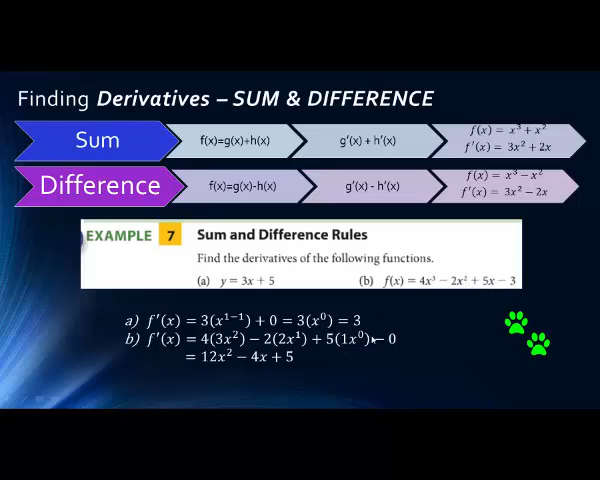 Finding Derivatives – SUM & DIFFERENCE
Sum
f(x)=g(x)+h(x)
g'(x) + h'(x)
f(x) = x³ + x²
f'(x) = 3x² + 2x
Difference
f(x)=g(x)-h(x)
g'(x) - h'(x)
f(x) = x³ − x²
f'(x) = 3x² − 2x
EXAMPLE 7 Sum and Difference Rules
Find the derivatives of the following functions.
(a) y = 3x + 5 (b) f(x) = 4x³ − 2x² + 5x − 3
a) f'(x) = 3(x¹⁻¹) + 0 = 3(x⁰) = 3
b) f'(x) = 4(3x²) − 2(2x¹) + 5(1x⁰) − 0
= 12x² − 4x + 5